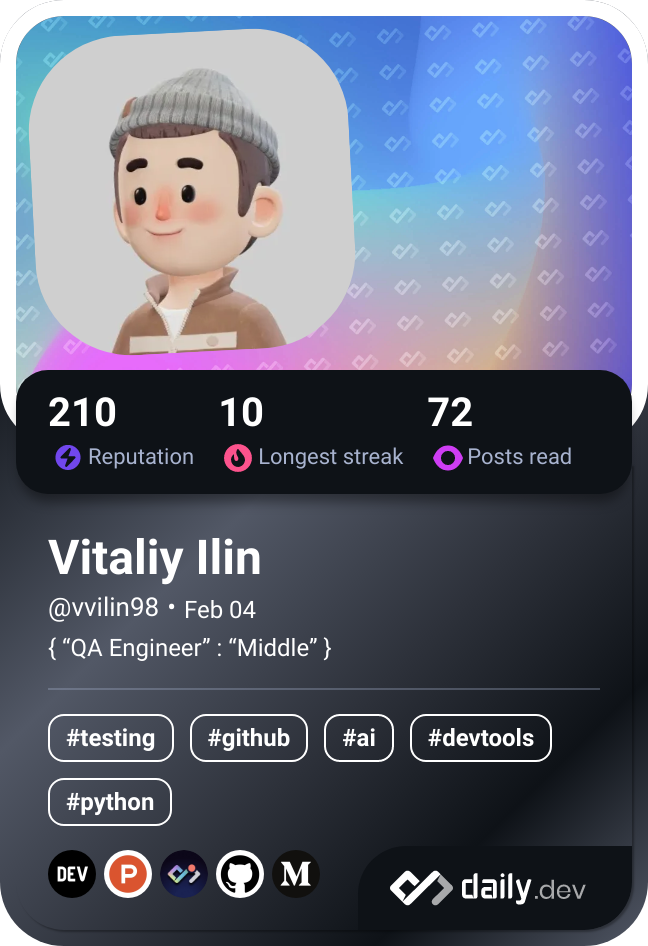 210 10 72
Reputation Longest streak Posts read
Vitaliy Ilin
@vvilin98 • Feb 04
{ “QA Engineer” : “Middle” }
#testing #github #ai #devtools
#python
DEV P M daily.dev